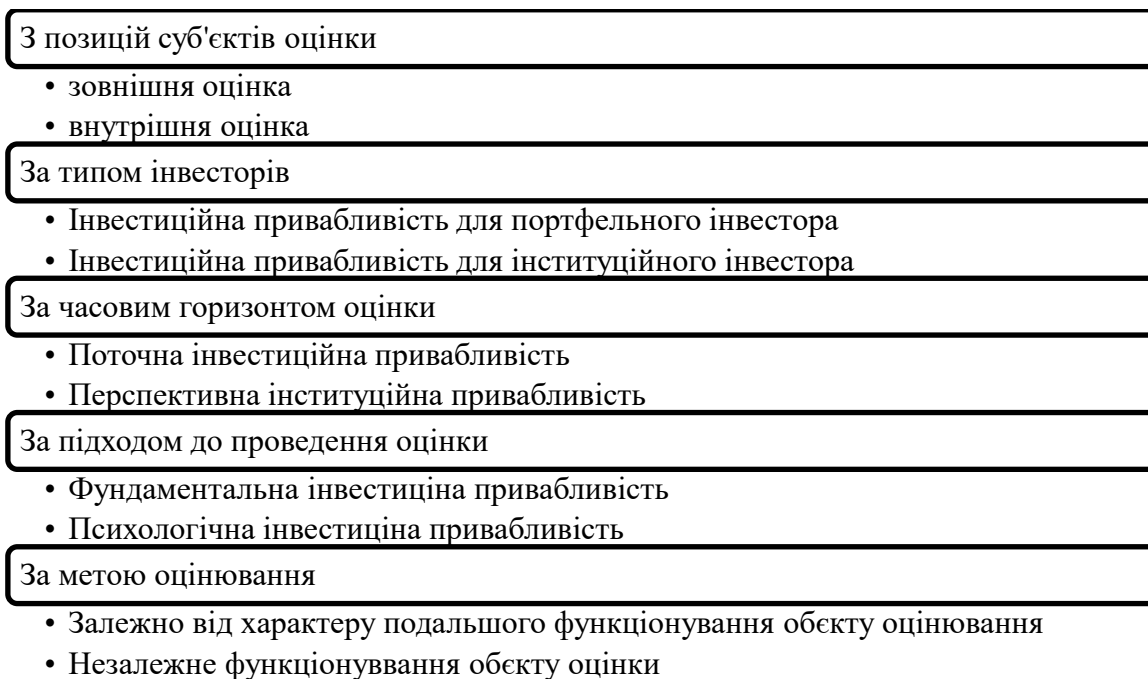 З позицій суб'єктів оцінки
• зовнішня оцінка
• внутрішня оцінка
За типом інвесторів
• Інвестиційна привабливість для портфельного інвестора
• Інвестиційна привабливість для інституційного інвестора
За часовим горизонтом оцінки
• Поточна інвестиційна привабливість
• Перспективна інституційна привабливість
За підходом до проведення оцінки
• Фундаментальна інвестиціна привабливість
• Психологічна інвестиціна привабливість
За метою оцінювання
• Залежно від характеру подальшого функціонування обєкту оцінювання
• Незалежне функціонуввання обєкту оцінки